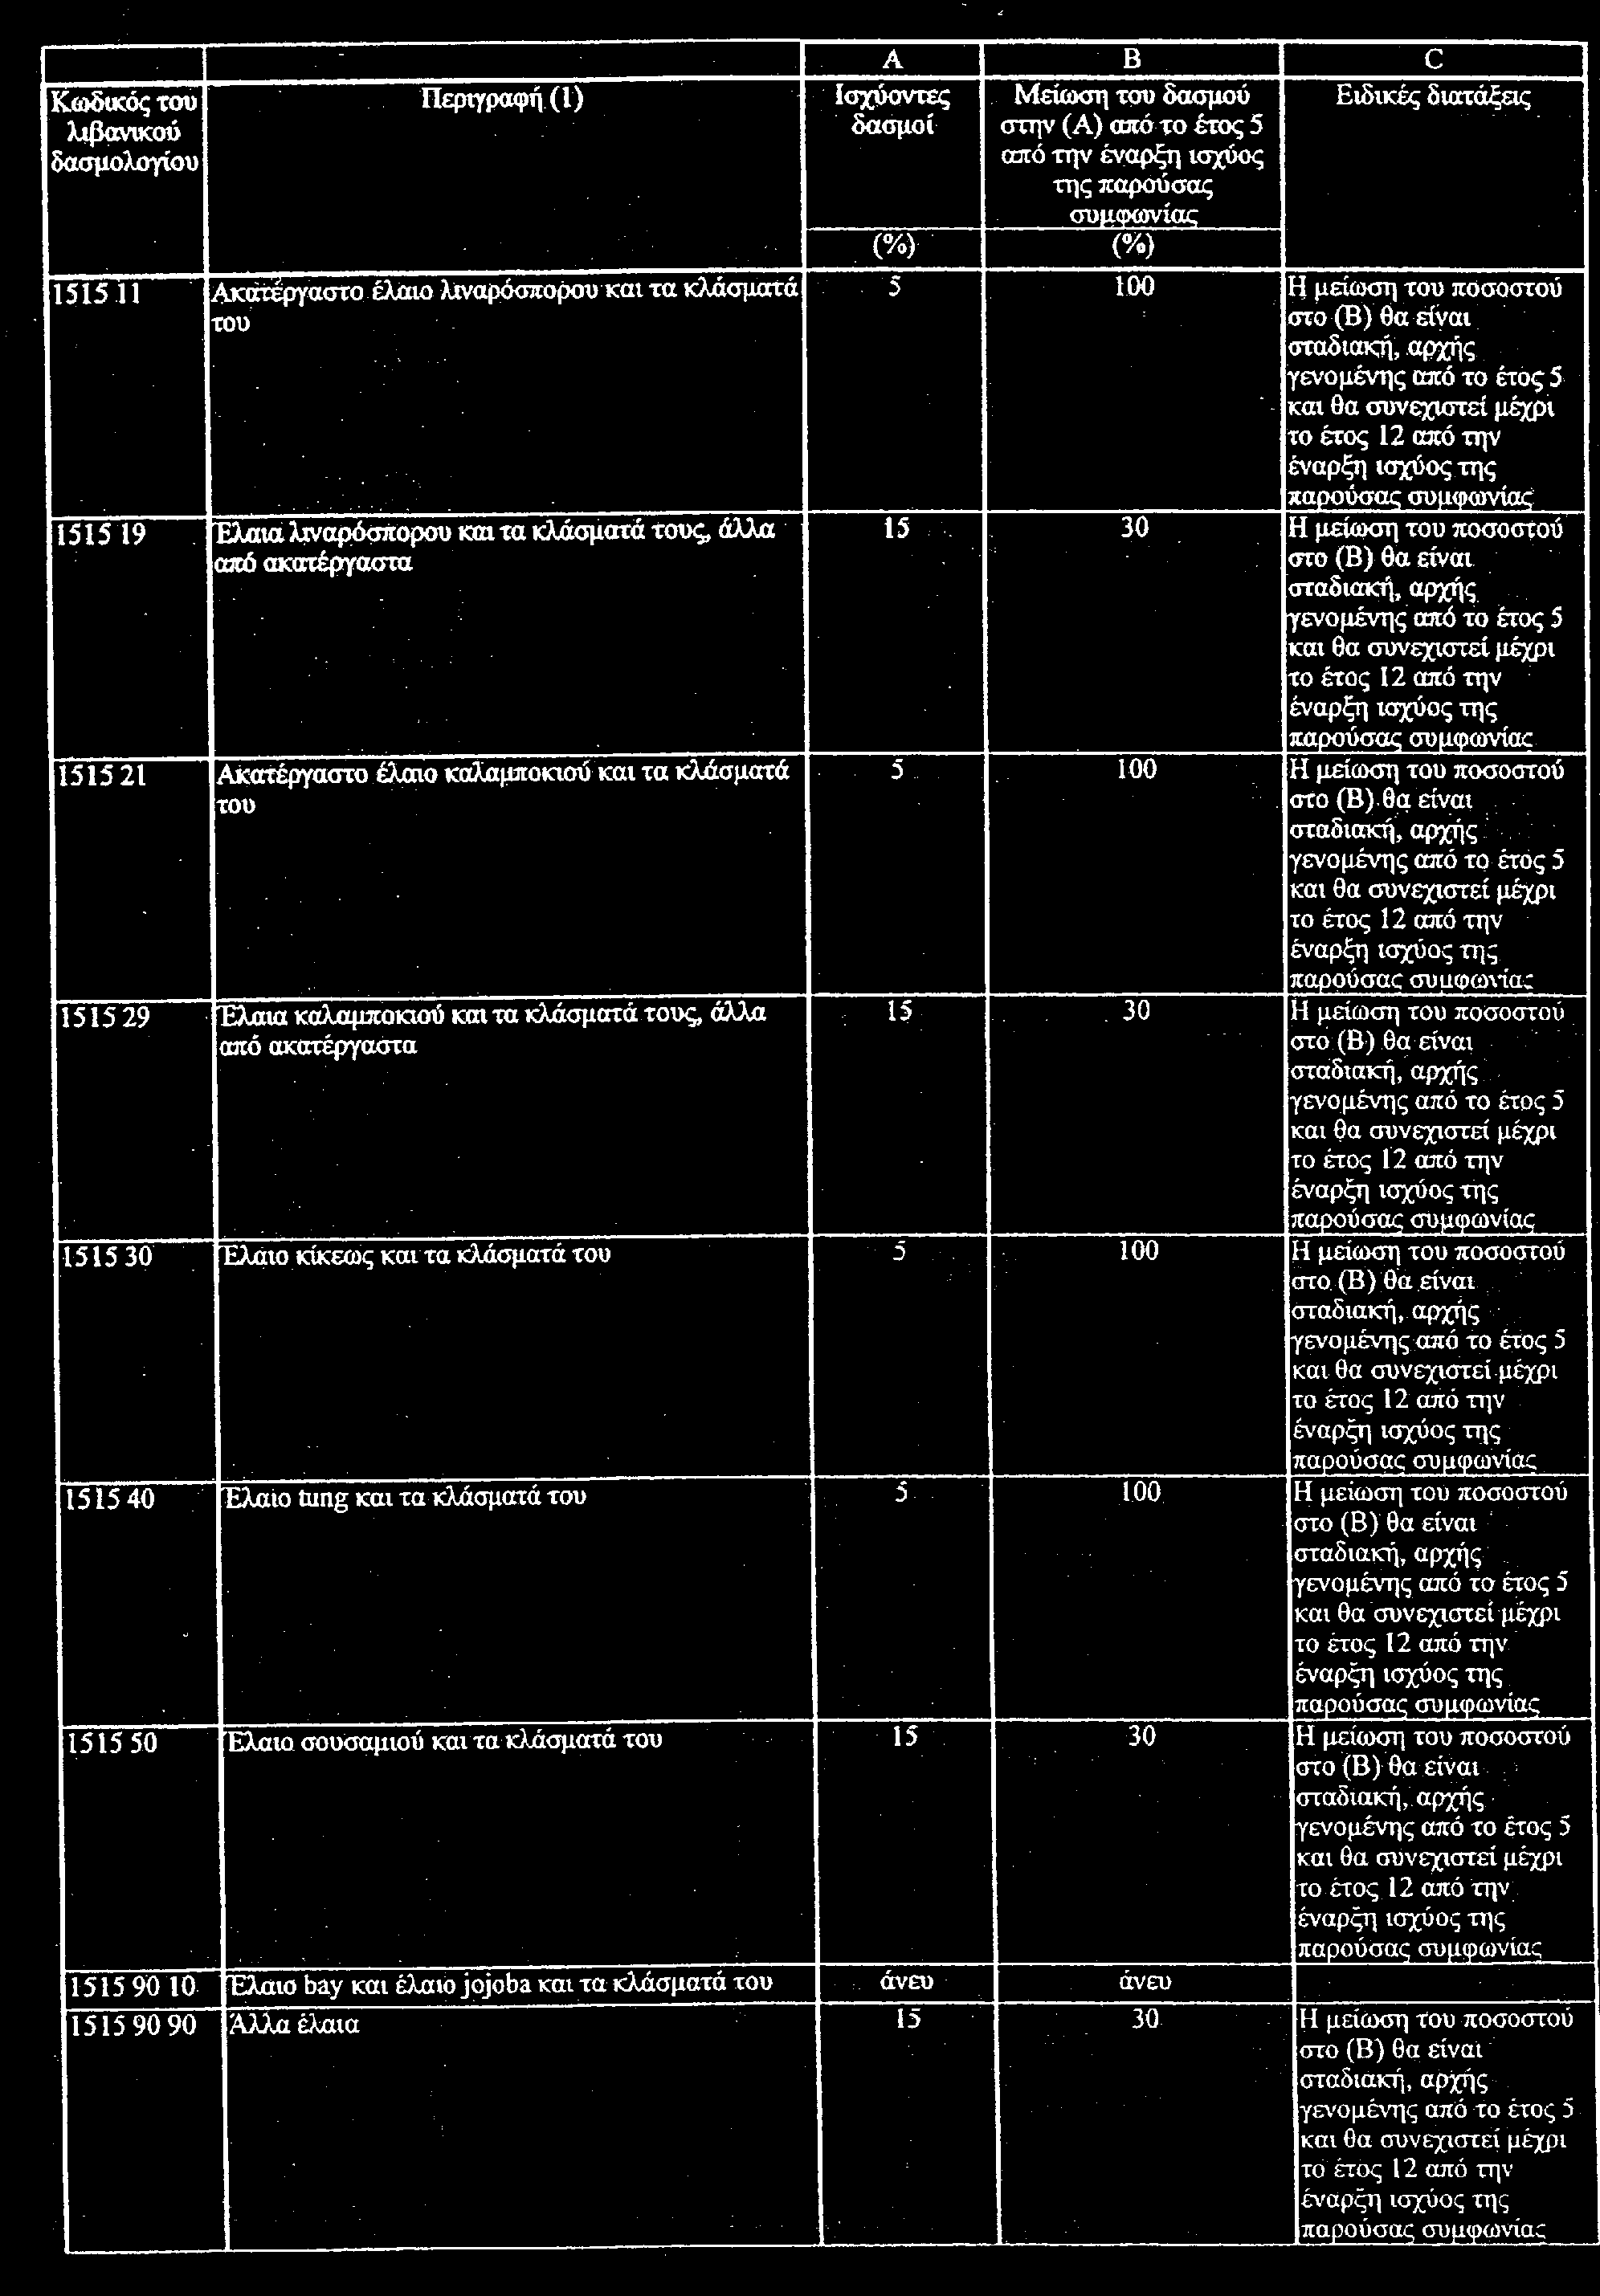 A B C
Κωδικός του λιβανικού δασμολογίου
Περιγραφή (1)
Ισχύοντες δασμοί
Μείωση του δασμού στην (Α) από το έτος 5 από την έναρξη ισχύος της παρούσας συμφωνίας
Ειδικές διατάξεις
(%) (%)
1515 11 Ακατέργαστο έλαιο λιναρόσπορου και τα κλάσματά 5 100 Η μείωση του ποσοστού
του στο (Β) θα είναι
σταδιακή, αρχής
γενομένης από το έτος 5
και θα συνεχιστεί μέχρι
το έτος 12 από την
έναρξη ισχύος της
παρούσας συμφωνίας
1515 19 Έλαια λιναρόσπορου και τα κλάσματά τους, άλλα 15 30 Η μείωση του ποσοστού
από ακατέργαστα στο (Β) θα είναι
σταδιακή, αρχής
γενομένης από το έτος 5
και θα συνεχιστεί μέχρι
το έτος 12 από την
έναρξη ισχύος της
παρούσας συμφωνίας
1515 21 Ακατέργαστο έλαιο καλαμποκιού και τα κλάσματά 5 100 Η μείωση του ποσοστού
του στο (Β) θα είναι
σταδιακή, αρχής
γενομένης από το έτος 5
και θα συνεχιστεί μέχρι
το έτος 12 από την
έναρξη ισχύος της
παρούσας συμφωνίας
1515 29 Έλαια καλαμποκιού και τα κλάσματά τους, άλλα 15 30 Η μείωση του ποσοστού
από ακατέργαστα στο (Β) θα είναι
σταδιακή, αρχής
γενομένης από το έτος 5
και θα συνεχιστεί μέχρι
το έτος 12 από την
έναρξη ισχύος της
παρούσας συμφωνίας
1515 30 Έλαιο κίκεως και τα κλάσματά του 5 100 Η μείωση του ποσοστού
στο (Β) θα είναι
σταδιακή, αρχής
γενομένης από το έτος 5
και θα συνεχιστεί μέχρι
το έτος 12 από την
έναρξη ισχύος της
παρούσας συμφωνίας
1515 40 Έλαιο tung και τα κλάσματά του 5 100 Η μείωση του ποσοστού
στο (Β) θα είναι
σταδιακή, αρχής
γενομένης από το έτος 5
και θα συνεχιστεί μέχρι
το έτος 12 από την
έναρξη ισχύος της
παρούσας συμφωνίας
1515 50 Έλαιο σουσαμιού και τα κλάσματά του 15 30 Η μείωση του ποσοστού
στο (Β) θα είναι
σταδιακή, αρχής
γενομένης από το έτος 5
και θα συνεχιστεί μέχρι
το έτος 12 από την
έναρξη ισχύος της
παρούσας συμφωνίας
1515 90 10 Έλαιο bay και έλαιο jojoba και τα κλάσματά του άνευ άνευ
1515 90 90 Άλλα έλαια 15 30 Η μείωση του ποσοστού
στο (Β) θα είναι
σταδιακή, αρχής
γενομένης από το έτος 5
και θα συνεχιστεί μέχρι
το έτος 12 από την
έναρξη ισχύος της
παρούσας συμφωνίας